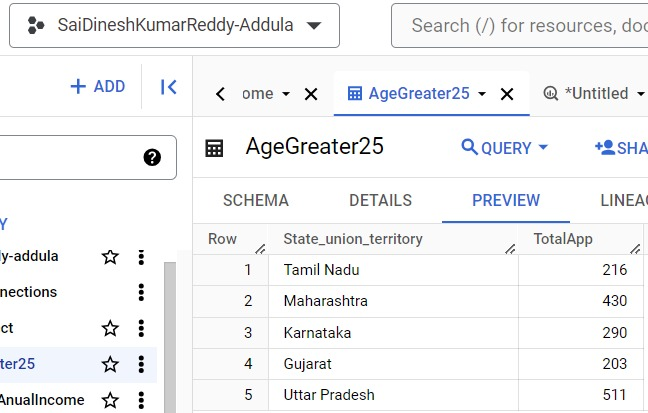 SaiDineshKumarReddy-Addula
Search (/) for resources, doc
ADD
ome
AgeGreater25
*Untitled
AgeGreater25
QUERY
SHA
SCHEMA
DETAILS
PREVIEW
LINEAG
Y
ly-addula
nections
ct
ter25
AnualIncome
Row State_union_territory TotalApp
1 Tamil Nadu 216
2 Maharashtra 430
3 Karnataka 290
4 Gujarat 203
5 Uttar Pradesh 511